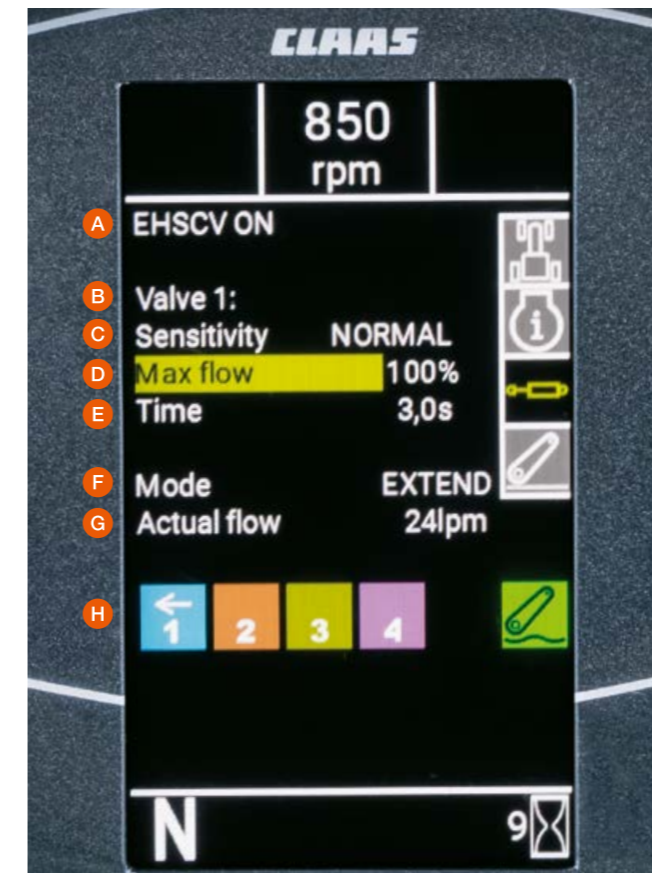 CLAAS
850
rpm
A EHSCV ON
B Valve 1:
C Sensitivity NORMAL
D Max flow 100%
E Time 3,0s
F Mode EXTEND
G Actual flow 24lpm
H 1 2 3 4
N 9
i